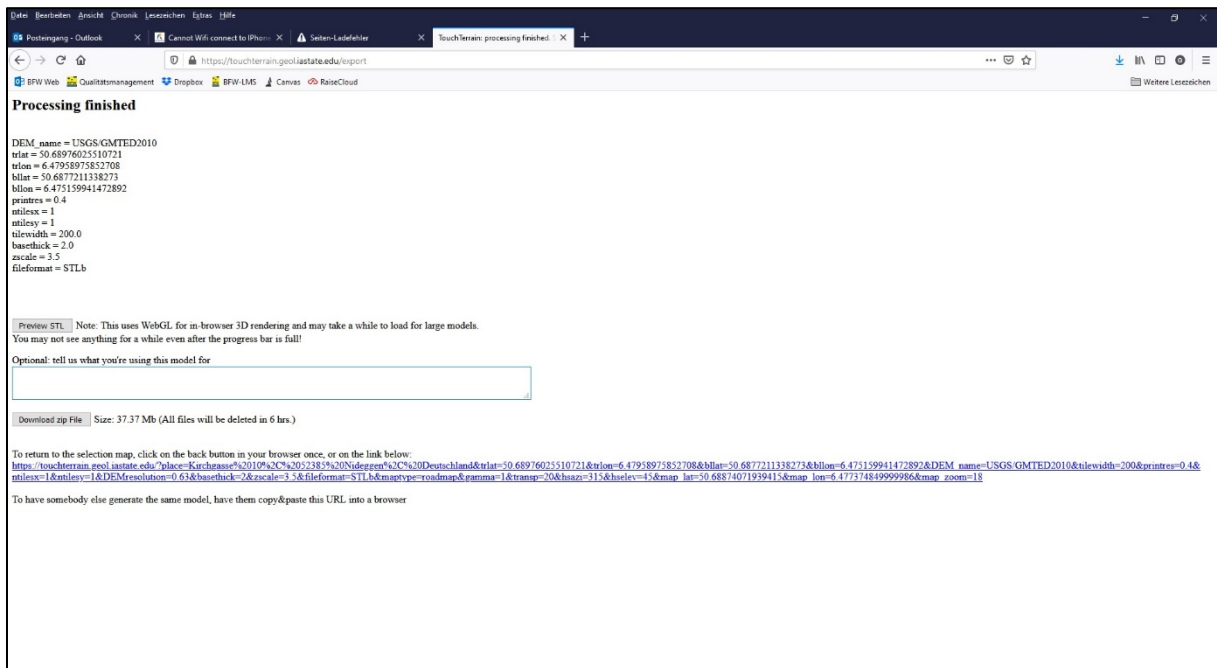 Datei Bearbeiten Ansicht Chronik Lesezeichen Extras Hilfe
Posteingang - Outlook Cannot Wifi connect to IPhone Seiten-Ladefehler TouchTerrain: processing finished.
https://touchterrain.geol.iastate.edu/export
BFW Web Qualitätsmanagement Dropbox BFW-LMS Canvas RaiseCloud Weitere Lesezeichen
Processing finished
DEM_name = USGS/GMTED2010
trlat = 50.68976025510721
trlon = 6.47958975852708
bllat = 50.6877211338273
bllon = 6.475159941472892
printres = 0.4
ntilesx = 1
ntilesy = 1
tilewidth = 200.0
basethick = 2.0
zscale = 3.5
fileformat = STLb
Preview STL Note: This uses WebGL for in-browser 3D rendering and may take a while to load for large models.
You may not see anything for a while even after the progress bar is full!
Optional: tell us what you're using this model for
Download zip File Size: 37.37 Mb (All files will be deleted in 6 hrs.)
To return to the selection map, click on the back button in your browser once, or on the link below:
https://touchterrain.geol.iastate.edu/?place=Kirchgasse%2010%2C%2052385%20Nideggen%2C%20Deutschland&trlat=50.68976025510721&trlon=6.47958975852708&bllat=50.6877211338273&bllon=6.475159941472892&DEM_name=USGS/GMTED2010&tilewidth=200&printres=0.4&
ntilesx=1&ntilesy=1&DEMresolution=0.63&basethick=2&zscale=3.5&fileformat=STLb&maptype=roadmap&gamma=1&transp=20&hsazi=315&hselev=45&map_lat=50.68874071939415&map_lon=6.477374849999986&map_zoom=18
To have somebody else generate the same model, have them copy&paste this URL into a browser